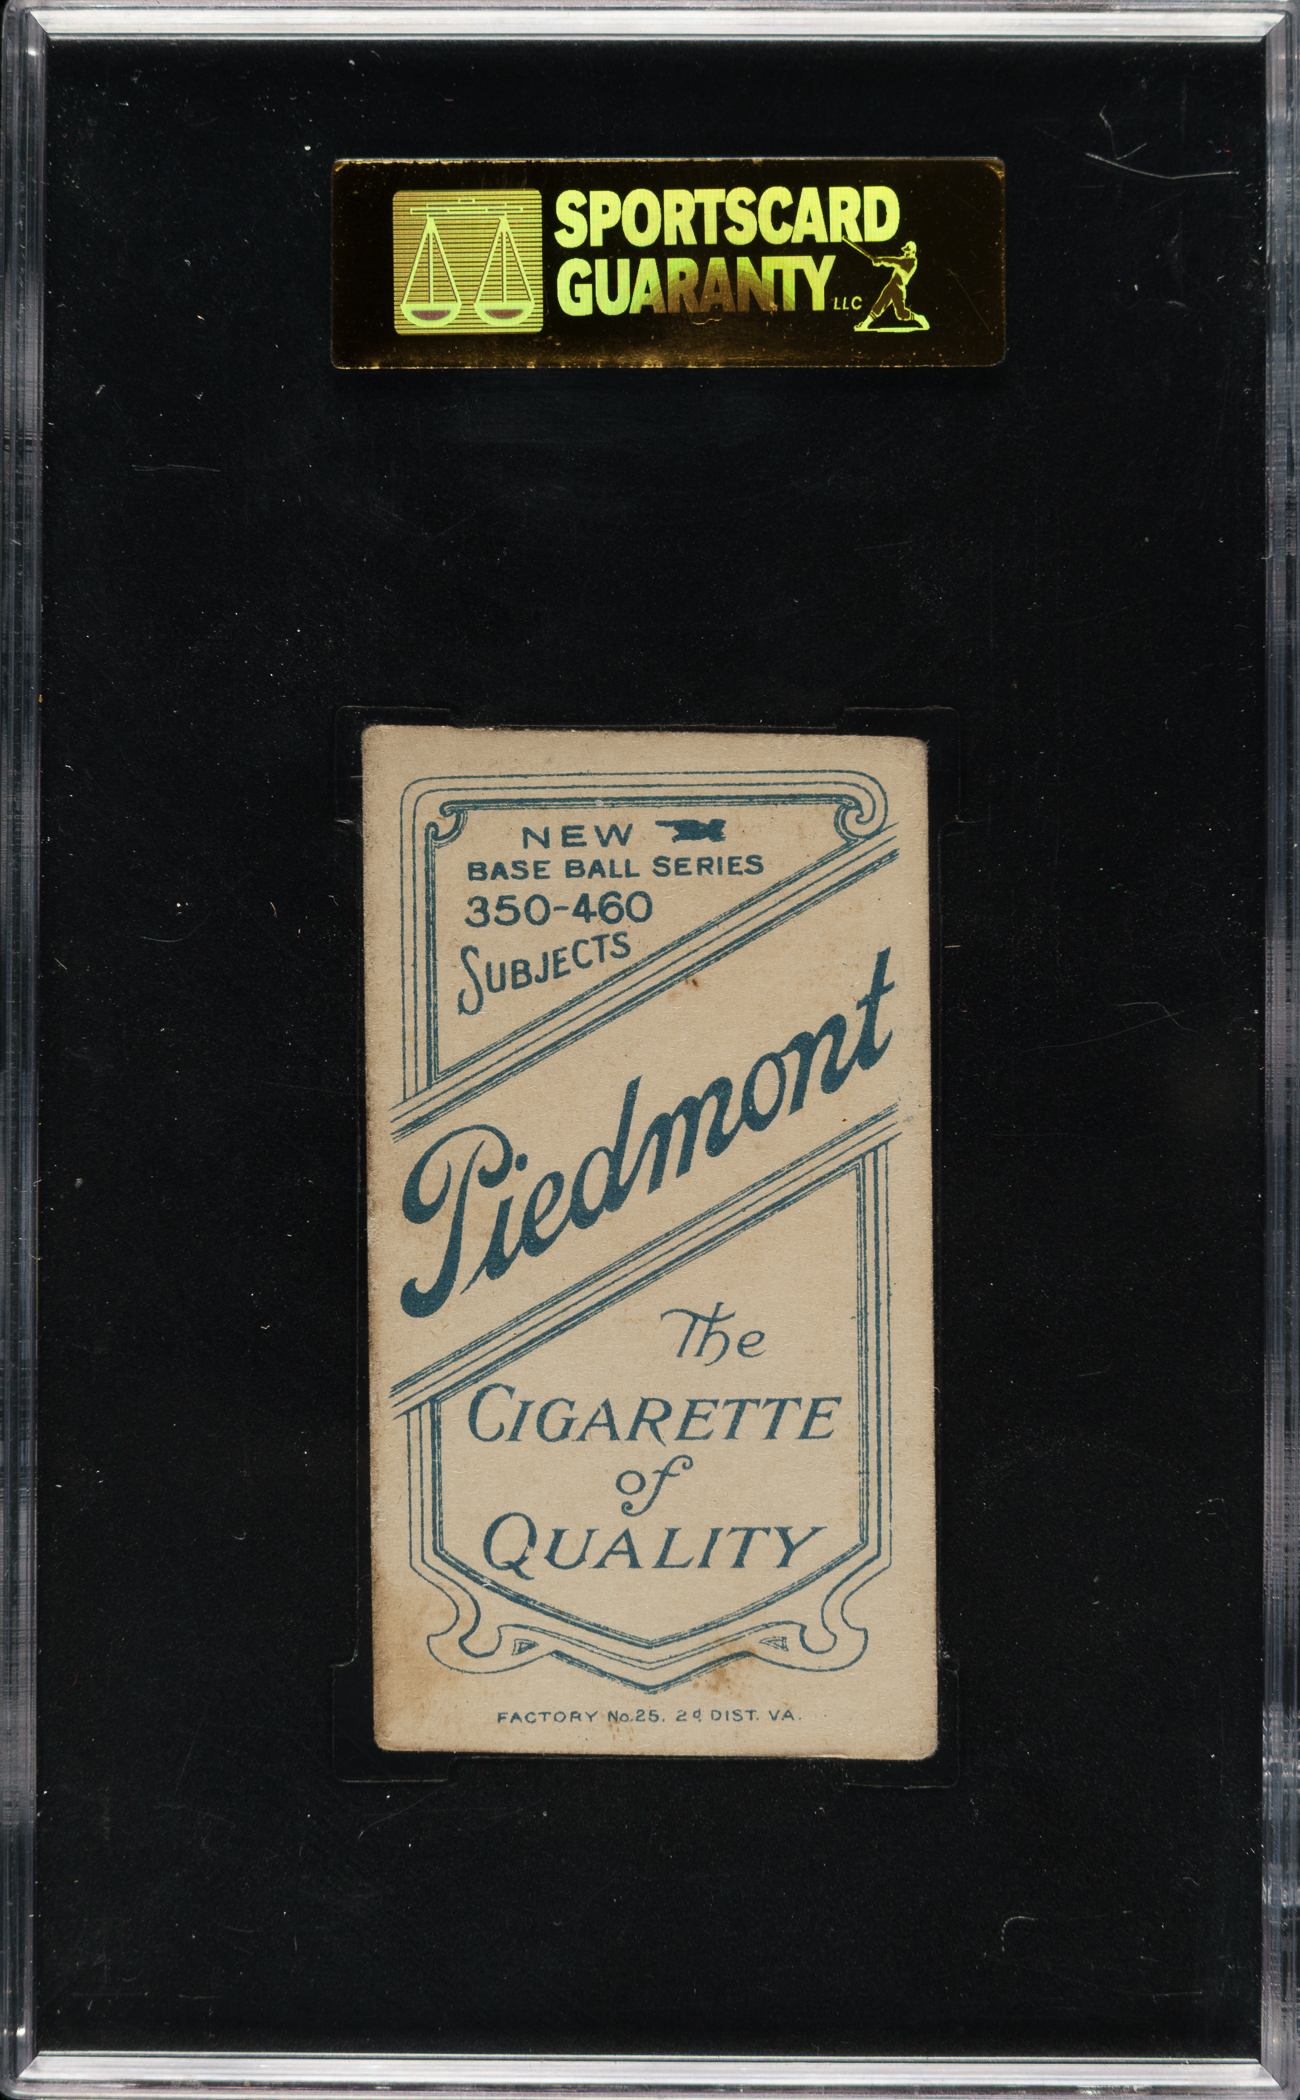 SPORTSCARD
GUARANTY LLC
NEW
BASE BALL SERIES
350-460
SUBJECTS
Piedmont
The
CIGARETTE
of
QUALITY
FACTORY No. 25, 2d DIST. VA.